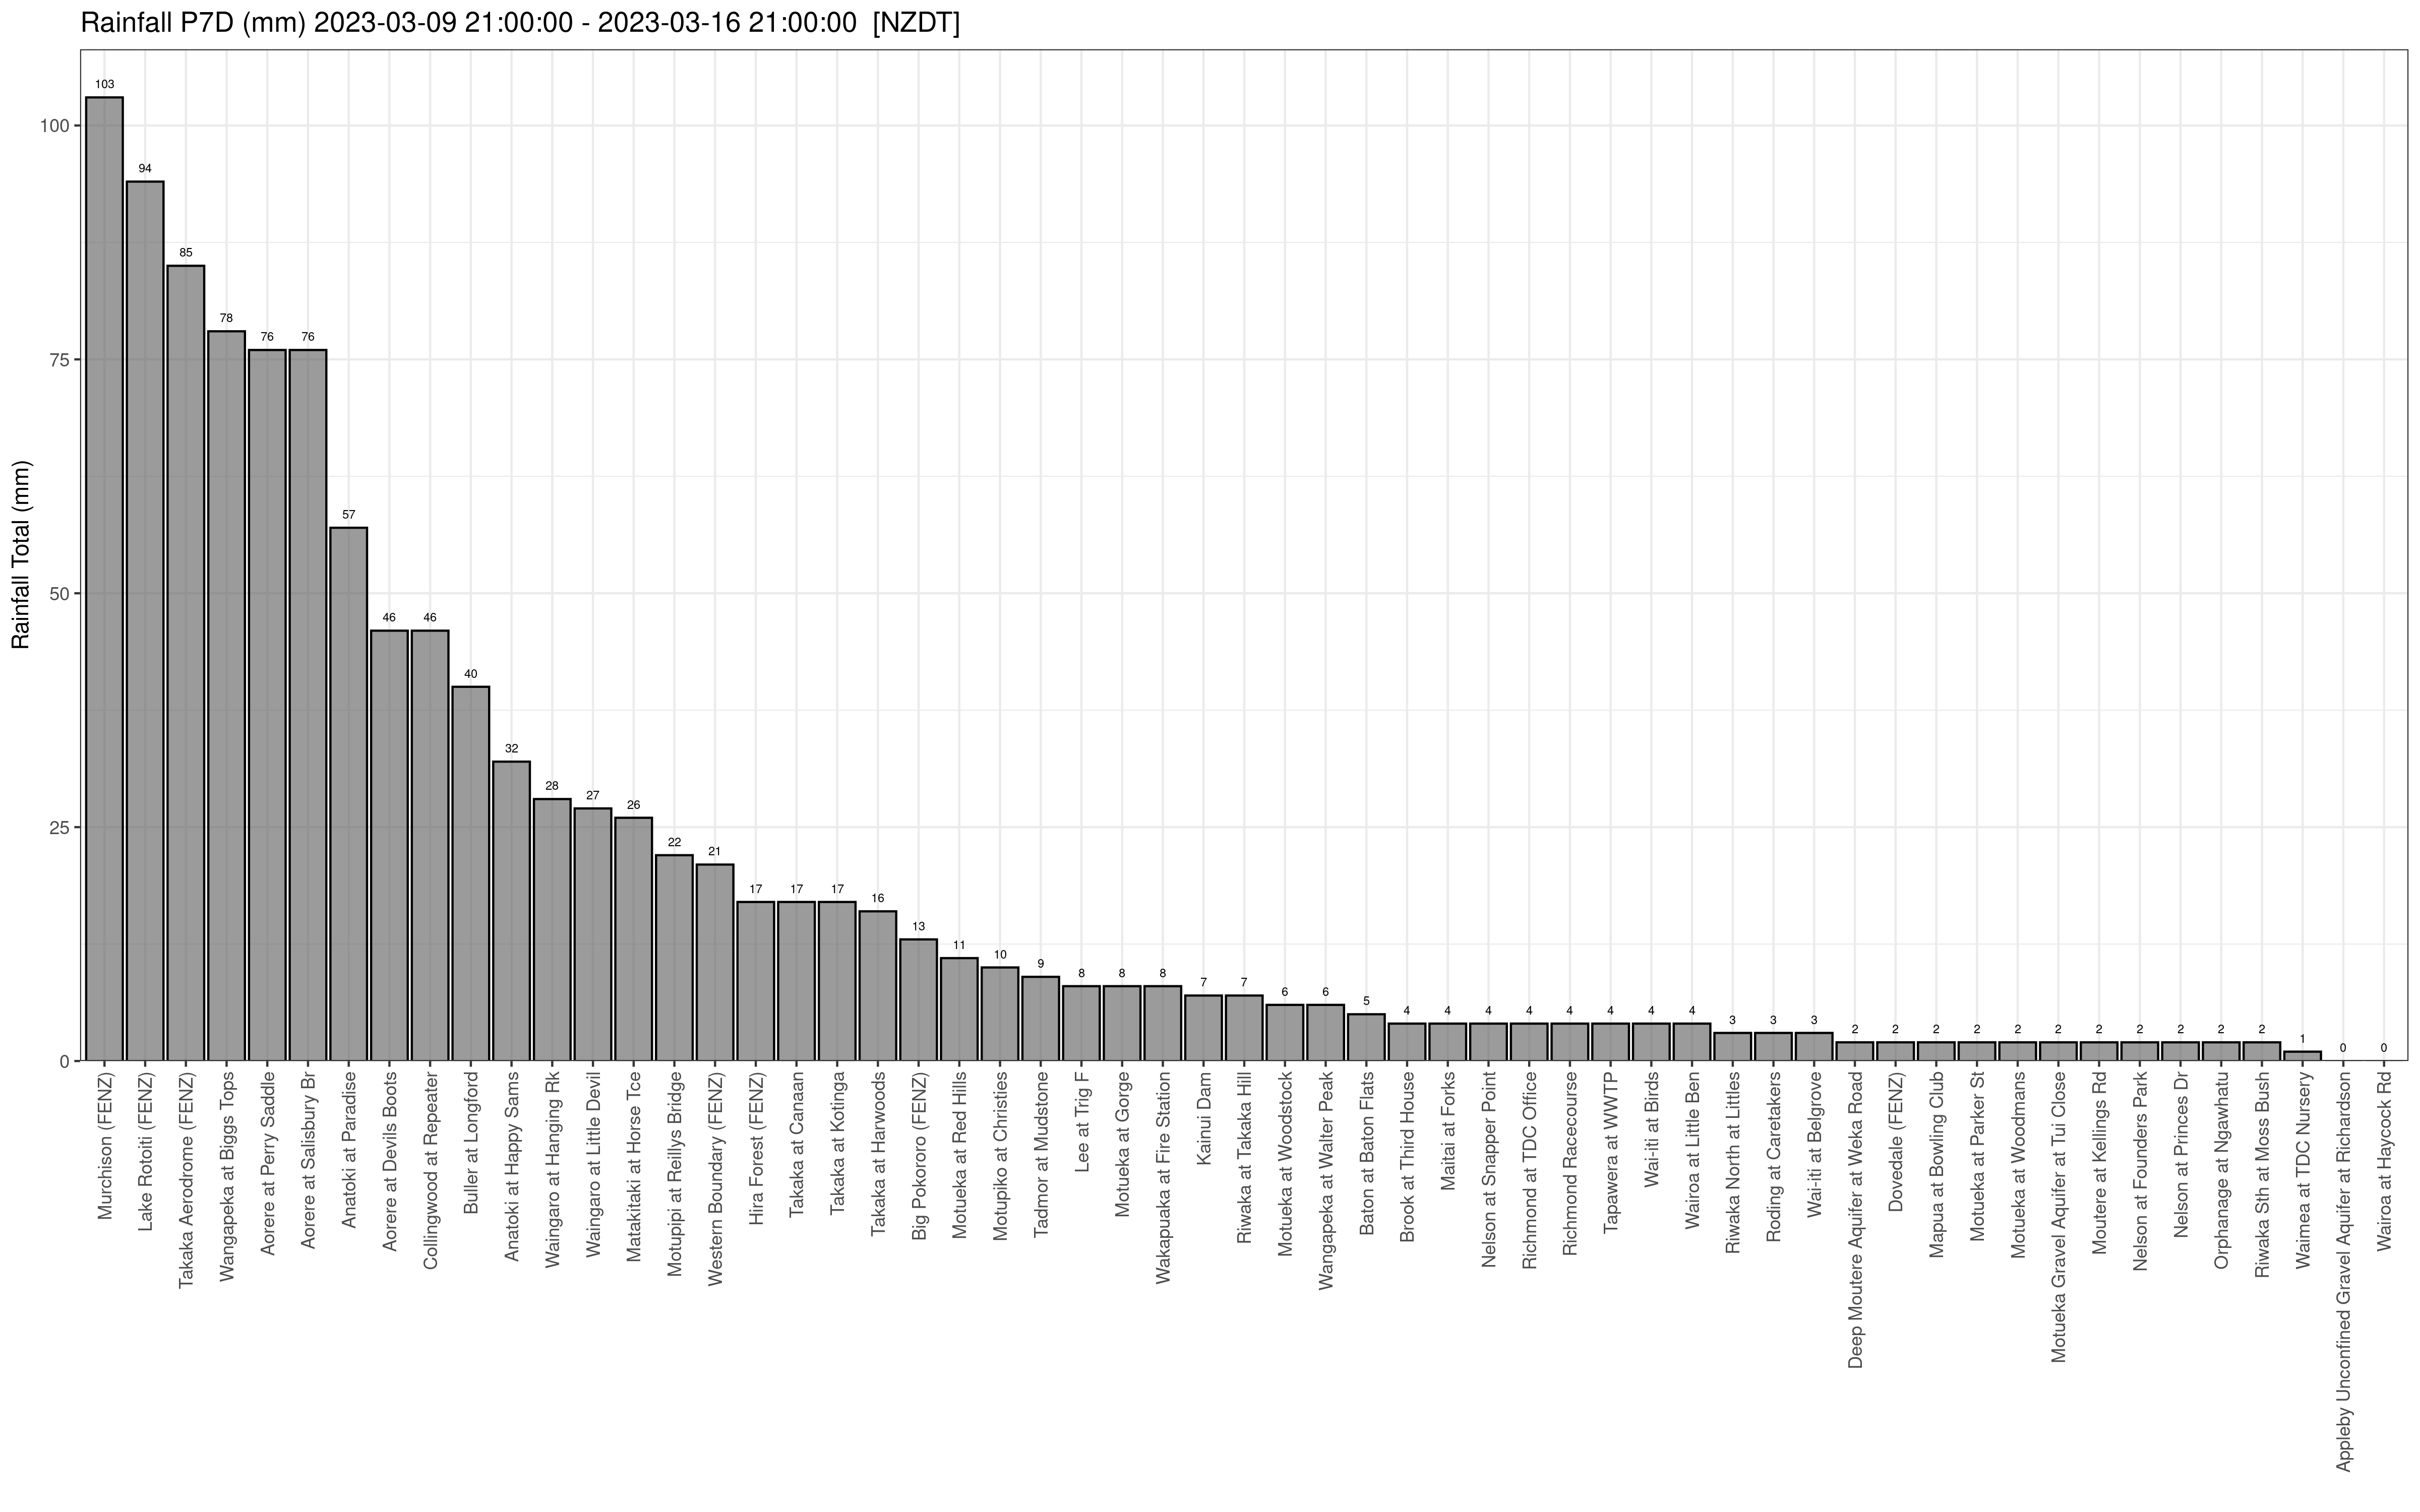 Rainfall P7D (mm) 2023-03-09 21:00:00 - 2023-03-16 21:00:00  [NZDT]
Rainfall Total (mm)
100
75
50
25
0
103
94
85
78
76
76
57
46
46
40
32
28
27
26
22
21
17
17
17
16
13
11
10
9
8
8
8
7
7
6
6
5
4
4
4
4
4
4
4
4
3
3
3
2
2
2
2
2
2
2
2
2
2
2
1
0
0
Murchison (FENZ)
Lake Rotoiti (FENZ)
Takaka Aerodrome (FENZ)
Wangapeka at Biggs Tops
Aorere at Perry Saddle
Aorere at Salisbury Br
Anatoki at Paradise
Aorere at Devils Boots
Collingwood at Repeater
Buller at Longford
Anatoki at Happy Sams
Waingaro at Hanging Rk
Waingaro at Little Devil
Matakitaki at Horse Tce
Motupipi at Reillys Bridge
Western Boundary (FENZ)
Hira Forest (FENZ)
Takaka at Canaan
Takaka at Kotinga
Takaka at Harwoods
Big Pokororo (FENZ)
Motueka at Red Hills
Motupiko at Christies
Tadmor at Mudstone
Lee at Trig F
Motueka at Gorge
Wakapuaka at Fire Station
Kainui Dam
Riwaka at Takaka Hill
Motueka at Woodstock
Wangapeka at Walter Peak
Baton at Baton Flats
Brook at Third House
Maitai at Forks
Nelson at Snapper Point
Richmond at TDC Office
Richmond Racecourse
Tapawera at WWTP
Wai-iti at Birds
Wairoa at Little Ben
Riwaka North at Littles
Roding at Caretakers
Wai-iti at Belgrove
Deep Moutere Aquifer at Weka Road
Dovedale (FENZ)
Mapua at Bowling Club
Motueka at Parker St
Motueka at Woodmans
Motueka Gravel Aquifer at Tui Close
Moutere at Kellings Rd
Nelson at Founders Park
Nelson at Princes Dr
Orphanage at Ngawhatu
Riwaka Sth at Moss Bush
Waimea at TDC Nursery
Appleby Unconfined Gravel Aquifer at Richardson
Wairoa at Haycock Rd